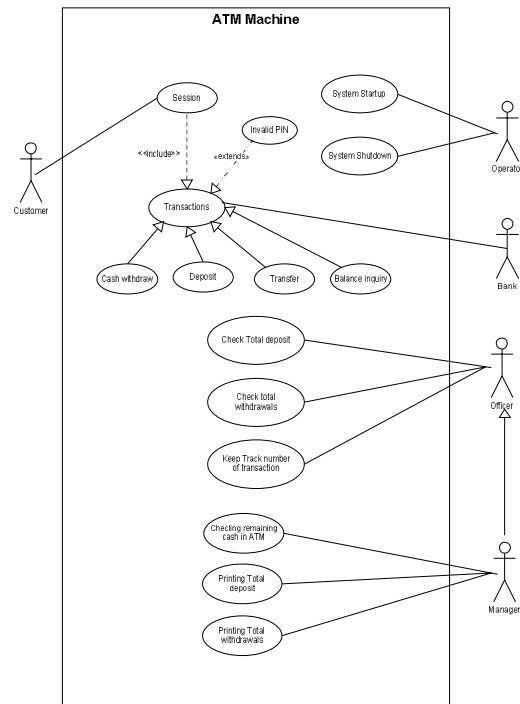 ATM Machine
Session
System Startup
Invalid PIN
<<include>>
«extends»
System Shutdown
Operato
Customer
Transactions
Cash withdraw
Deposit
Transfer
Balance inquiry
Bank
Check Total deposit
Check total
withdrawals
Officer
Keep Track number
of transaction
Checling remaining
cash in ATM
Printing Total
deposit
Manager
Printing Total
withdrawals